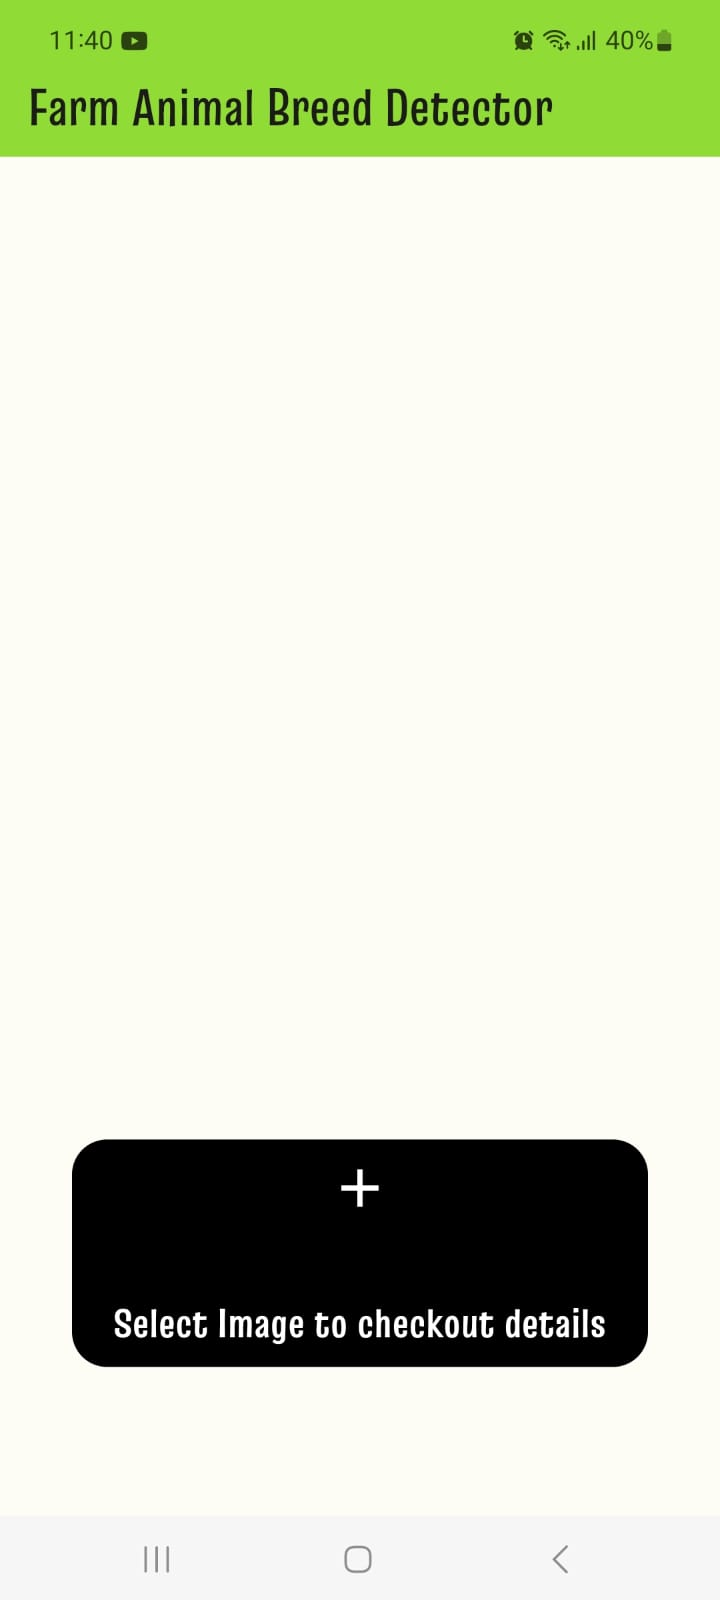 11:40 40%
Farm Animal Breed Detector
+
Select Image to checkout details